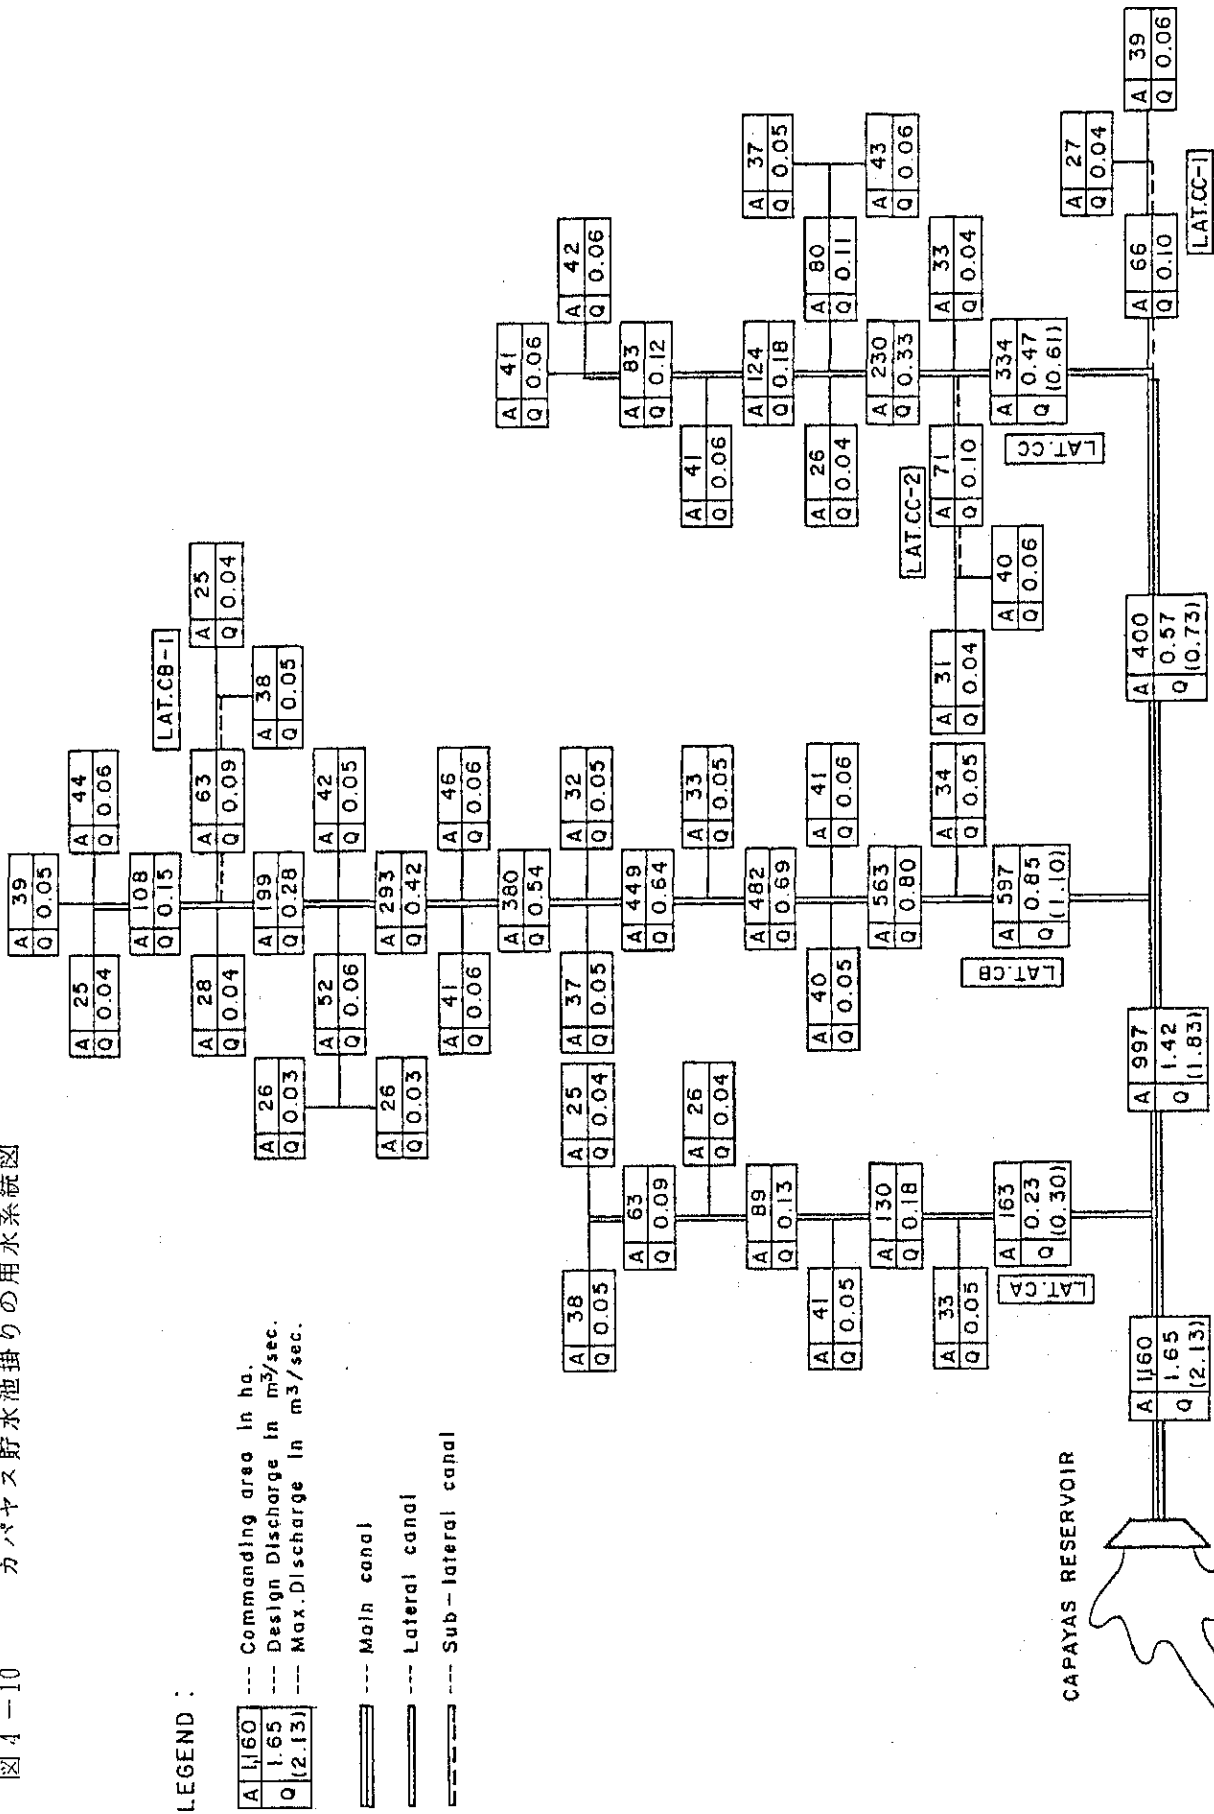 図 4 −10 カパヤス貯水池掛りの用水系統図
LEGEND :
A 1,160 --- Commanding area in ha.
1.65 --- Design Discharge in m³/sec.
Q (2.13) --- Max. Discharge in m³/sec.
--- Main canal
--- Lateral canal
--- Sub-lateral canal
CAPAYAS RESERVOIR
A 1,160
Q 1.65
(2.13)
LAT.CA
A 163
Q 0.23
(0.30)
A 33
Q 0.05
A 130
Q 0.18
A 41
Q 0.05
A 89
Q 0.13
A 26
Q 0.04
A 63
Q 0.09
A 38
Q 0.05
A 25
Q 0.04
A 997
Q 1.42
(1.83)
LAT.CB
A 597
Q 0.85
(1.10)
A 34
Q 0.05
A 563
Q 0.80
A 40
Q 0.05
A 41
Q 0.06
A 482
Q 0.69
A 33
Q 0.05
A 449
Q 0.64
A 37
Q 0.05
A 32
Q 0.05
A 380
Q 0.54
A 41
Q 0.06
A 46
Q 0.06
A 293
Q 0.42
A 52
Q 0.06
A 26
Q 0.03
A 26
Q 0.03
A 42
Q 0.05
A 199
Q 0.28
A 28
Q 0.04
LAT.CB-1
A 63
Q 0.09
A 38
Q 0.05
A 25
Q 0.04
A 108
Q 0.15
A 25
Q 0.04
A 44
Q 0.06
A 39
Q 0.05
A 400
Q 0.57
(0.73)
LAT.CC
A 334
Q 0.47
(0.61)
LAT.CC-2
A 71
Q 0.10
A 40
Q 0.06
A 31
Q 0.04
A 33
Q 0.04
A 230
Q 0.33
A 26
Q 0.04
A 80
Q 0.11
A 37
Q 0.05
A 43
Q 0.06
A 124
Q 0.18
A 41
Q 0.06
A 83
Q 0.12
A 41
Q 0.06
A 42
Q 0.06
LAT.CC-1
A 66
Q 0.10
A 27
Q 0.04
A 39
Q 0.06